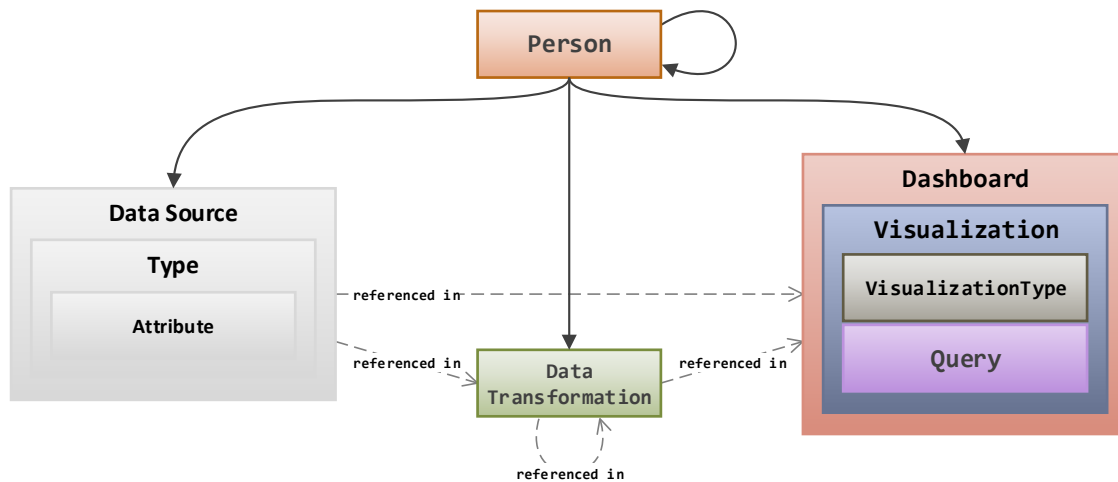 Person
Data Source
Type
Attribute
Dashboard
Visualization
VisualizationType
Query
referenced in
referenced in
referenced in
Data
Transformation
referenced in